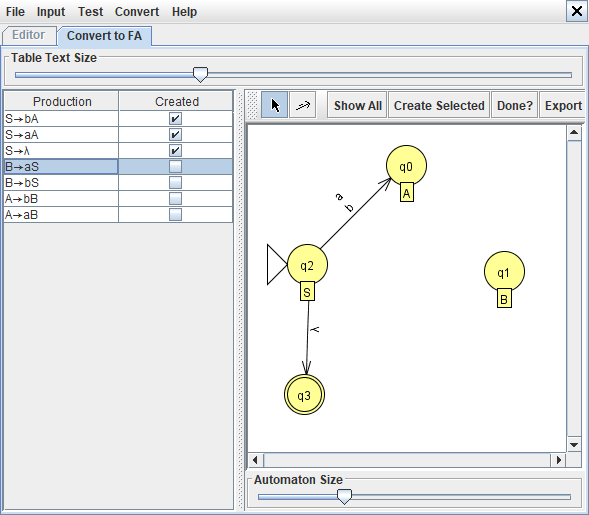 File Input Test Convert Help
Editor Convert to FA
Table Text Size
Production Created
S→bA
S→aA
S→λ
B→aS
B→bS
A→bB
A→aB
Show All Create Selected Done? Export
q0
A
a
b
q2
S
q1
B
λ
q3
Automaton Size